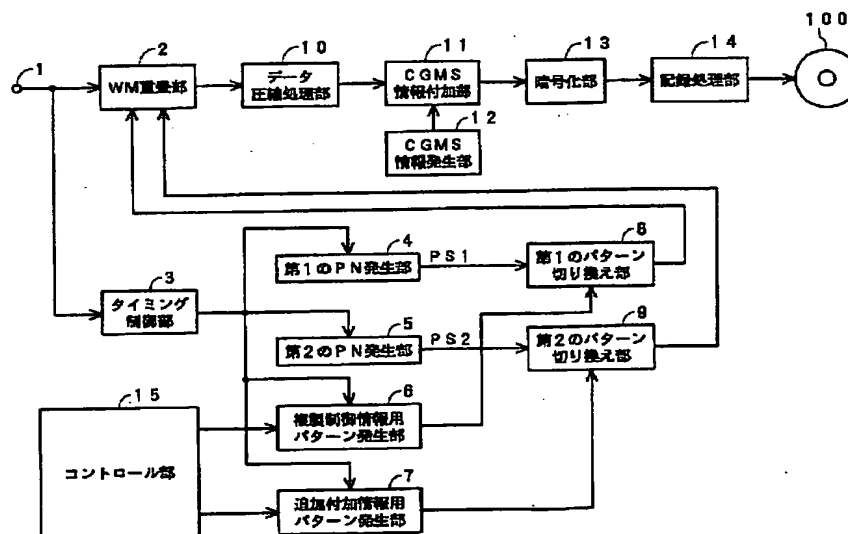 1
2
WM重畳部
10
データ
圧縮処理部
11
CGMS
情報付加部
12
CGMS
情報発生部
13
暗号化部
14
記録処理部
100
3
タイミング
制御部
4
第1のPN発生部
PS1
8
第1のパターン
切り換え部
5
第2のPN発生部
PS2
9
第2のパターン
切り換え部
6
複製制御情報用
パターン発生部
15
コントロール部
7
追加付加情報用
パターン発生部